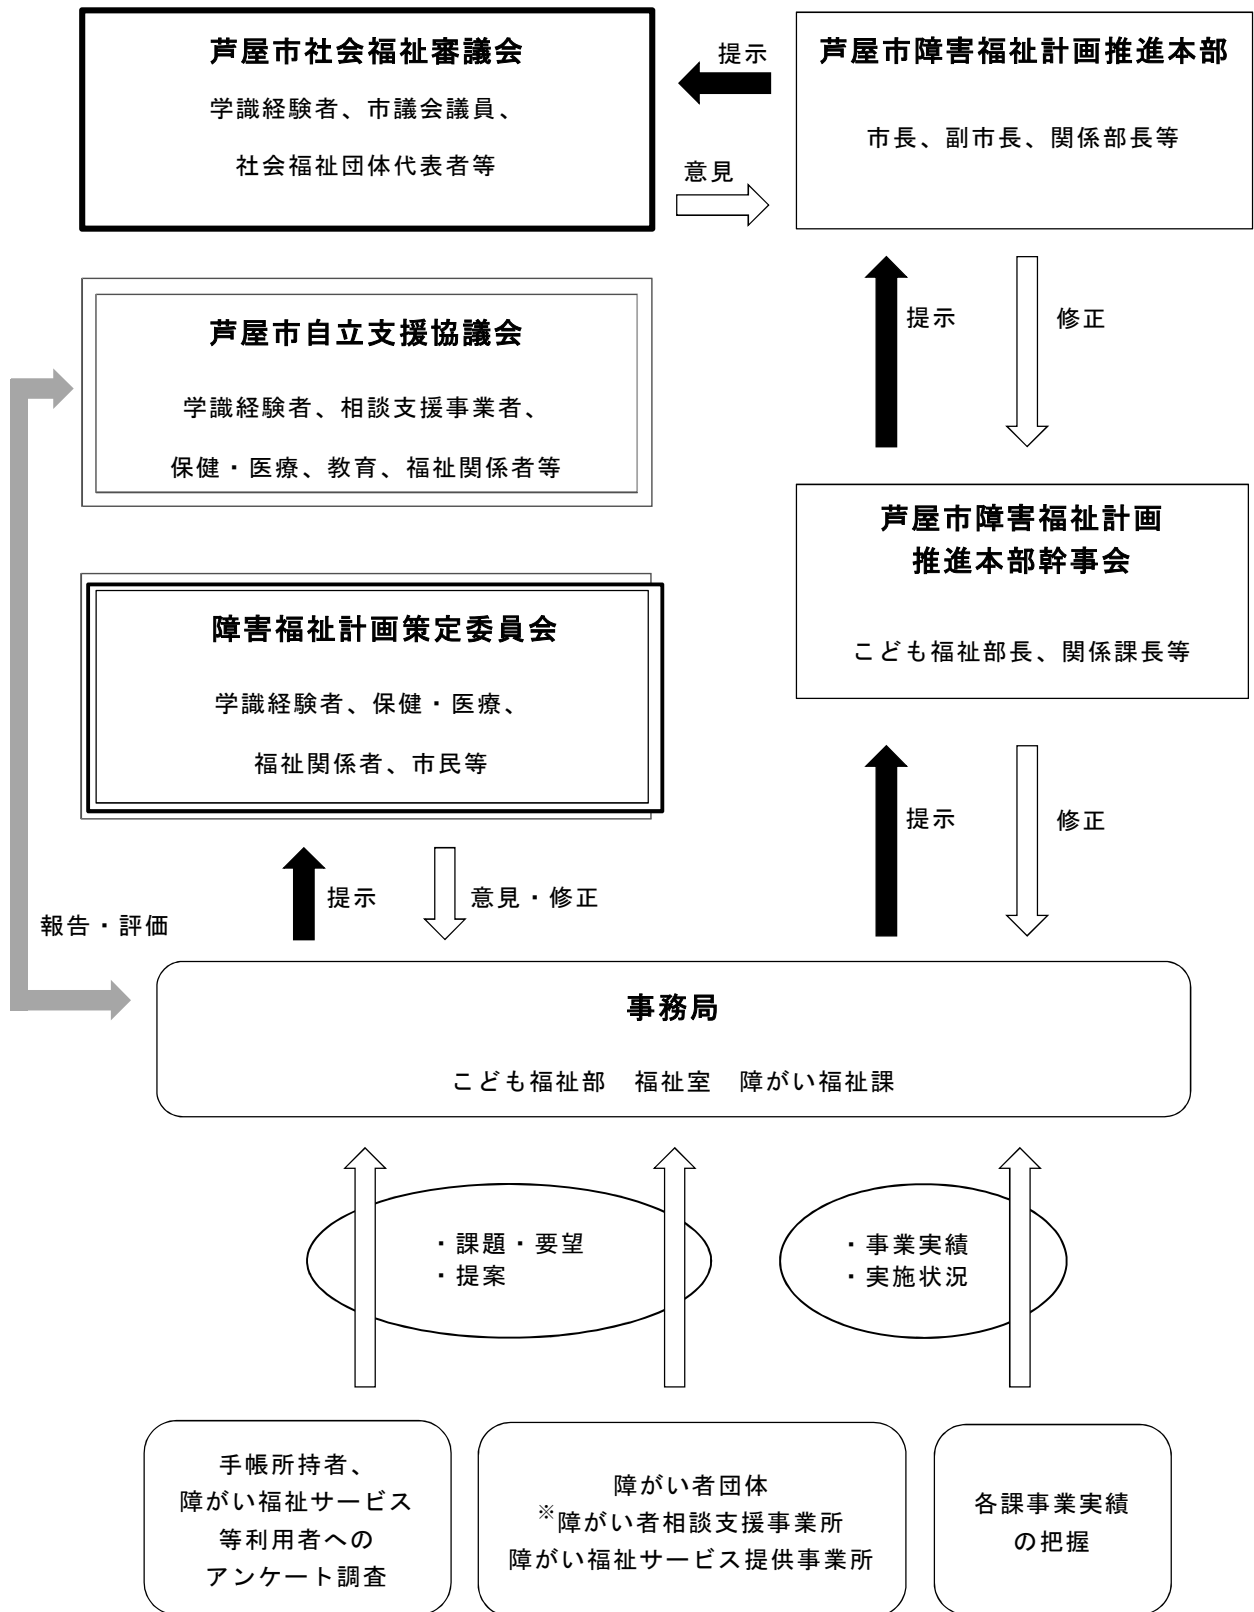 芦屋市社会福祉審議会
学識経験者、市議会議員、
社会福祉団体代表者等
提示
意見
芦屋市障害福祉計画推進本部
市長、副市長、関係部長等
提示
修正
芦屋市自立支援協議会
学識経験者、相談支援事業者、
保健・医療、教育、福祉関係者等
芦屋市障害福祉計画
推進本部幹事会
こども福祉部長、関係課長等
障害福祉計画策定委員会
学識経験者、保健・医療、
福祉関係者、市民等
提示
修正
提示
意見・修正
報告・評価
事務局
こども福祉部　福祉室　障がい福祉課
・課題・要望
・提案
・事業実績
・実施状況
手帳所持者、
障がい福祉サービス
等利用者への
アンケート調査
障がい者団体
※障がい者相談支援事業所
障がい福祉サービス提供事業所
各課事業実績
の把握